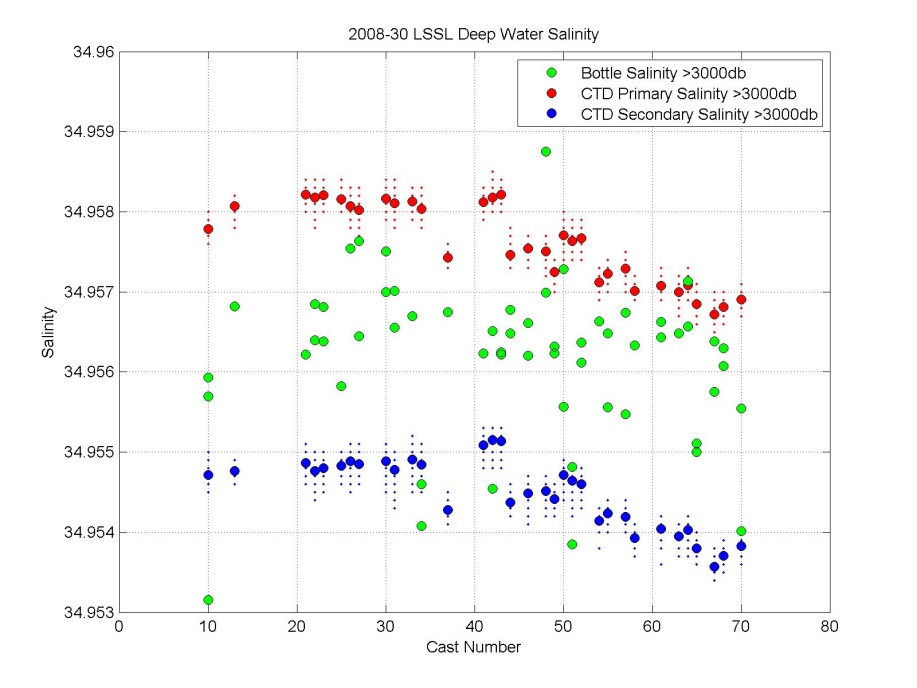 2008-30 LSSL Deep Water Salinity
34.96
34.959
34.958
34.957
34.956
34.955
34.954
34.953
Salinity
Bottle Salinity >3000db
CTD Primary Salinity >3000db
CTD Secondary Salinity >3000db
0 10 20 30 40 50 60 70 80
Cast Number